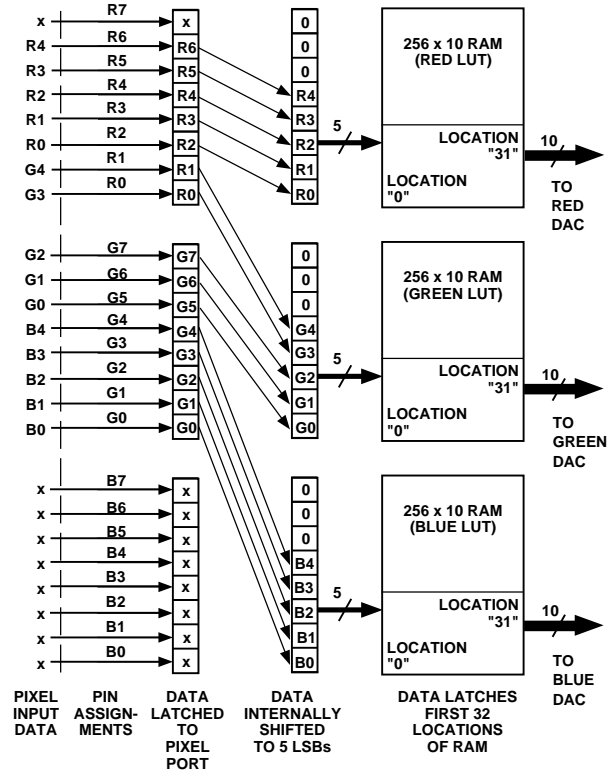 x R7 x 0
R4 R6 R6 0
R3 R5 R5 0
R2 R4 R4 R4
R1 R3 R3 R3
R0 R2 R2 R2
G4 R1 R1 R1
G3 R0 R0 R0
5
256 x 10 RAM
(RED LUT)
LOCATION
"31"
LOCATION
"0"
10
TO
RED
DAC
G2 G7 G7 0
G1 G6 G6 0
G0 G5 G5 0
B4 G4 G4 G4
B3 G3 G3 G3
B2 G2 G2 G2
B1 G1 G1 G1
B0 G0 G0 G0
5
256 x 10 RAM
(GREEN LUT)
LOCATION
"31"
LOCATION
"0"
10
TO
GREEN
DAC
x B7 x 0
x B6 x 0
x B5 x 0
x B4 x B4
x B3 x B3
x B2 x B2
x B1 x B1
x B0 x B0
5
256 x 10 RAM
(BLUE LUT)
LOCATION
"31"
LOCATION
"0"
10
TO
BLUE
DAC
PIXEL
INPUT
DATA
PIN
ASSIGN-
MENTS
DATA
LATCHED
TO
PIXEL
PORT
DATA
INTERNALLY
SHIFTED
TO 5 LSBs
DATA LATCHES
FIRST 32
LOCATIONS
OF RAM